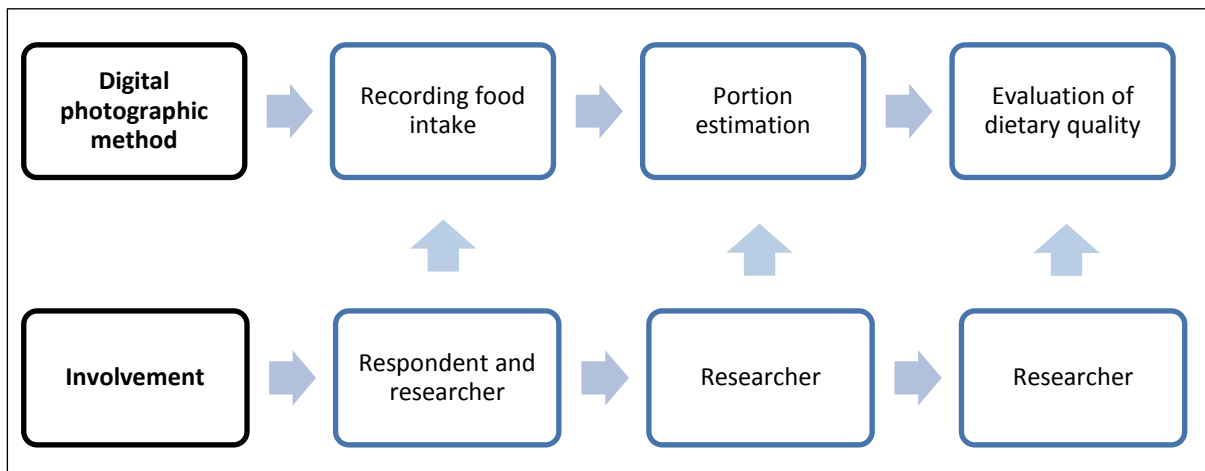 Digital
photographic
method
Recording food
intake
Portion
estimation
Evaluation of
dietary quality
Involvement
Respondent and
researcher
Researcher
Researcher